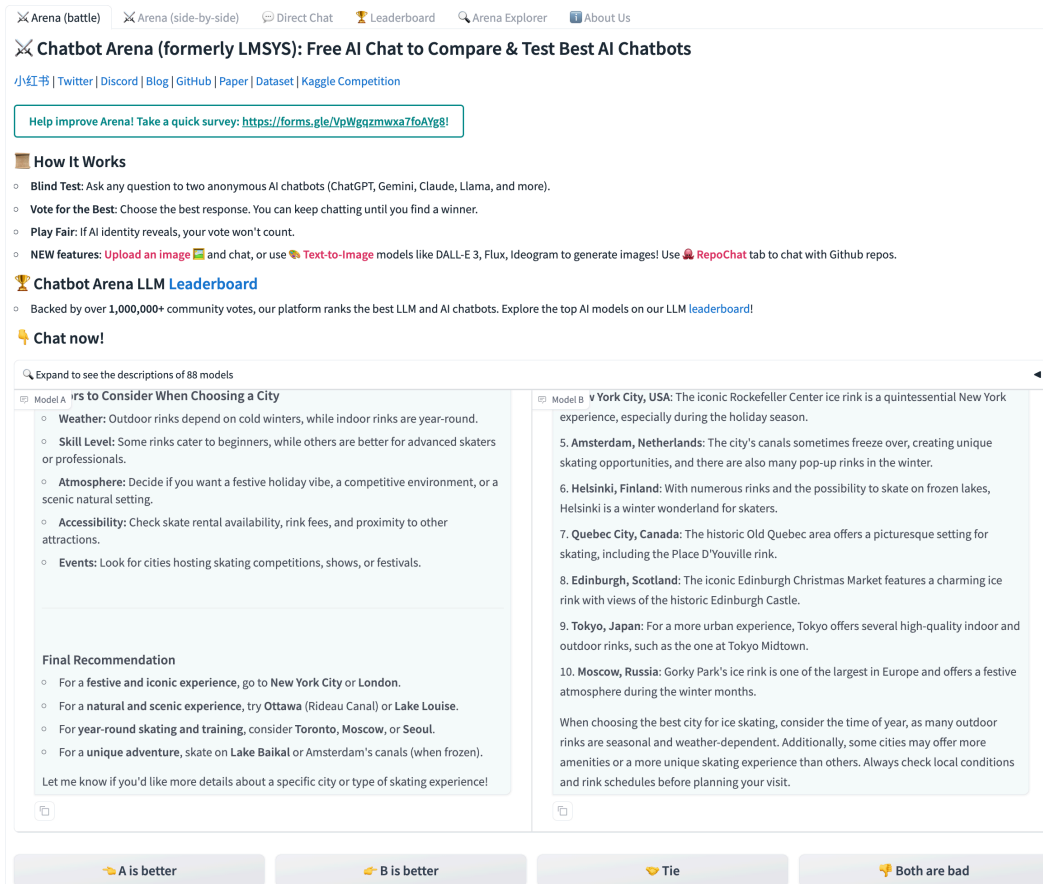 Arena (battle)
Arena (side-by-side)
Direct Chat
Leaderboard
Arena Explorer
About Us
Chatbot Arena (formerly LMSYS): Free AI Chat to Compare & Test Best AI Chatbots
小红书 | Twitter | Discord | Blog | GitHub | Paper | Dataset | Kaggle Competition
Help improve Arena! Take a quick survey: https://forms.gle/VpWgqzmwxa7foAYg8!
How It Works
Blind Test: Ask any question to two anonymous AI chatbots (ChatGPT, Gemini, Claude, Llama, and more).
Vote for the Best: Choose the best response. You can keep chatting until you find a winner.
Play Fair: If AI identity reveals, your vote won't count.
NEW features: Upload an image and chat, or use Text-to-Image models like DALL-E 3, Flux, Ideogram to generate images! Use RepoChat tab to chat with Github repos.
Chatbot Arena LLM Leaderboard
Backed by over 1,000,000+ community votes, our platform ranks the best LLM and AI chatbots. Explore the top AI models on our LLM leaderboard!
Chat now!
Expand to see the descriptions of 88 models
Model A
to Consider When Choosing a City
Weather: Outdoor rinks depend on cold winters, while indoor rinks are year-round.
Skill Level: Some rinks cater to beginners, while others are better for advanced skaters
or professionals.
Atmosphere: Decide if you want a festive holiday vibe, a competitive environment, or a
scenic natural setting.
Accessibility: Check skate rental availability, rink fees, and proximity to other
attractions.
Events: Look for cities hosting skating competitions, shows, or festivals.
Final Recommendation
For a festive and iconic experience, go to New York City or London.
For a natural and scenic experience, try Ottawa (Rideau Canal) or Lake Louise.
For year-round skating and training, consider Toronto, Moscow, or Seoul.
For a unique adventure, skate on Lake Baikal or Amsterdam's canals (when frozen).
Let me know if you'd like more details about a specific city or type of skating experience!
Model B
York City, USA: The iconic Rockefeller Center ice rink is a quintessential New York
experience, especially during the holiday season.
5. Amsterdam, Netherlands: The city's canals sometimes freeze over, creating unique
skating opportunities, and there are also many pop-up rinks in the winter.
6. Helsinki, Finland: With numerous rinks and the possibility to skate on frozen lakes,
Helsinki is a winter wonderland for skaters.
7. Quebec City, Canada: The historic Old Quebec area offers a picturesque setting for
skating, including the Place D'Youville rink.
8. Edinburgh, Scotland: The iconic Edinburgh Christmas Market features a charming ice
rink with views of the historic Edinburgh Castle.
9. Tokyo, Japan: For a more urban experience, Tokyo offers several high-quality indoor and
outdoor rinks, such as the one at Tokyo Midtown.
10. Moscow, Russia: Gorky Park's ice rink is one of the largest in Europe and offers a festive
atmosphere during the winter months.
When choosing the best city for ice skating, consider the time of year, as many outdoor
rinks are seasonal and weather-dependent. Additionally, some cities may offer more
amenities or a more unique skating experience than others. Always check local conditions
and rink schedules before planning your visit.
A is better
B is better
Tie
Both are bad